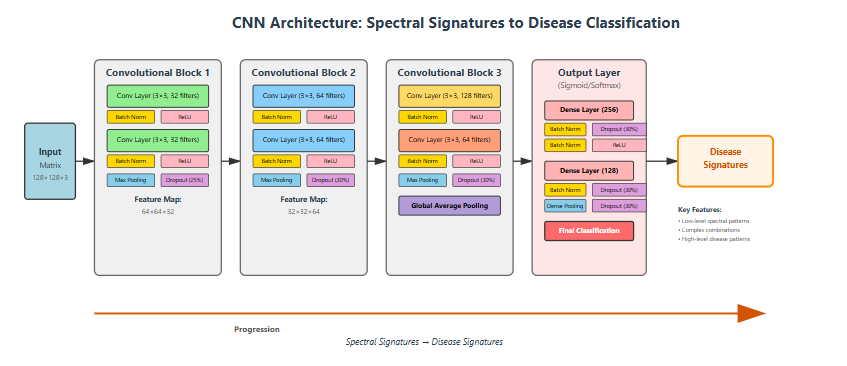 CNN Architecture: Spectral Signatures to Disease Classification
Input
Matrix
128×128×3
Convolutional Block 1
Conv Layer (3×3, 32 filters)
Batch Norm
ReLU
Conv Layer (3×3, 32 filters)
Batch Norm
ReLU
Max Pooling
Dropout (25%)
Feature Map:
64×64×32
Convolutional Block 2
Conv Layer (3×3, 64 filters)
Batch Norm
ReLU
Conv Layer (3×3, 64 filters)
Batch Norm
ReLU
Max Pooling
Dropout (30%)
Feature Map:
32×32×64
Convolutional Block 3
Conv Layer (3×3, 128 filters)
Batch Norm
ReLU
Conv Layer (3×3, 64 filters)
Batch Norm
ReLU
Max Pooling
Dropout (30%)
Global Average Pooling
Output Layer
(Sigmoid/Softmax)
Dense Layer (256)
Batch Norm
Dropout (30%)
Batch Norm
ReLU
Dense Layer (128)
Batch Norm
Dropout (30%)
Dense Pooling
Dropout (30%)
Final Classification
Disease
Signatures
Key Features:
• Low-level spectral patterns
• Complex combinations
• High-level disease patterns
Progression
Spectral Signatures → Disease Signatures